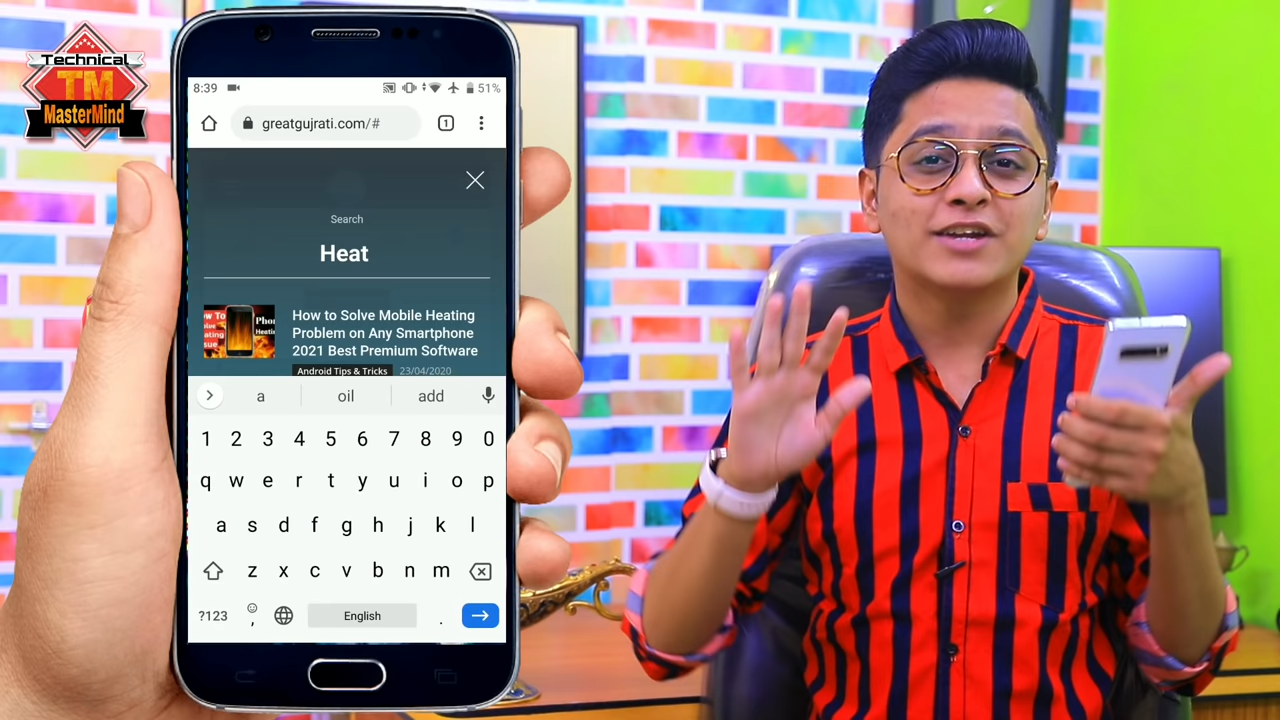 Technical
TM
MasterMind
8:39
51%
greatgujrati.com/#
1
Search
Heat
How to Solve Mobile Heating
Problem on Any Smartphone
2021 Best Premium Software
Android Tips & Tricks 23/04/2020
a oil add
1 2 3 4 5 6 7 8 9 0
q w e r t y u i o p
a s d f g h j k l
z x c v b n m
?123 , English .